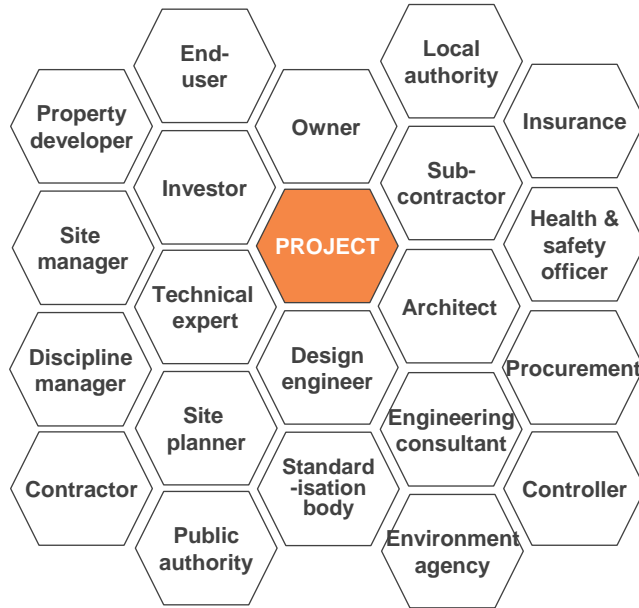 End-
user
Local
authority
Property
developer
Owner
Insurance
Investor
Sub-
contractor
Site
manager
PROJECT
Health &
safety
officer
Technical
expert
Architect
Discipline
manager
Design
engineer
Procurement
Site
planner
Engineering
consultant
Contractor
Standard
-isation
body
Controller
Public
authority
Environment
agency